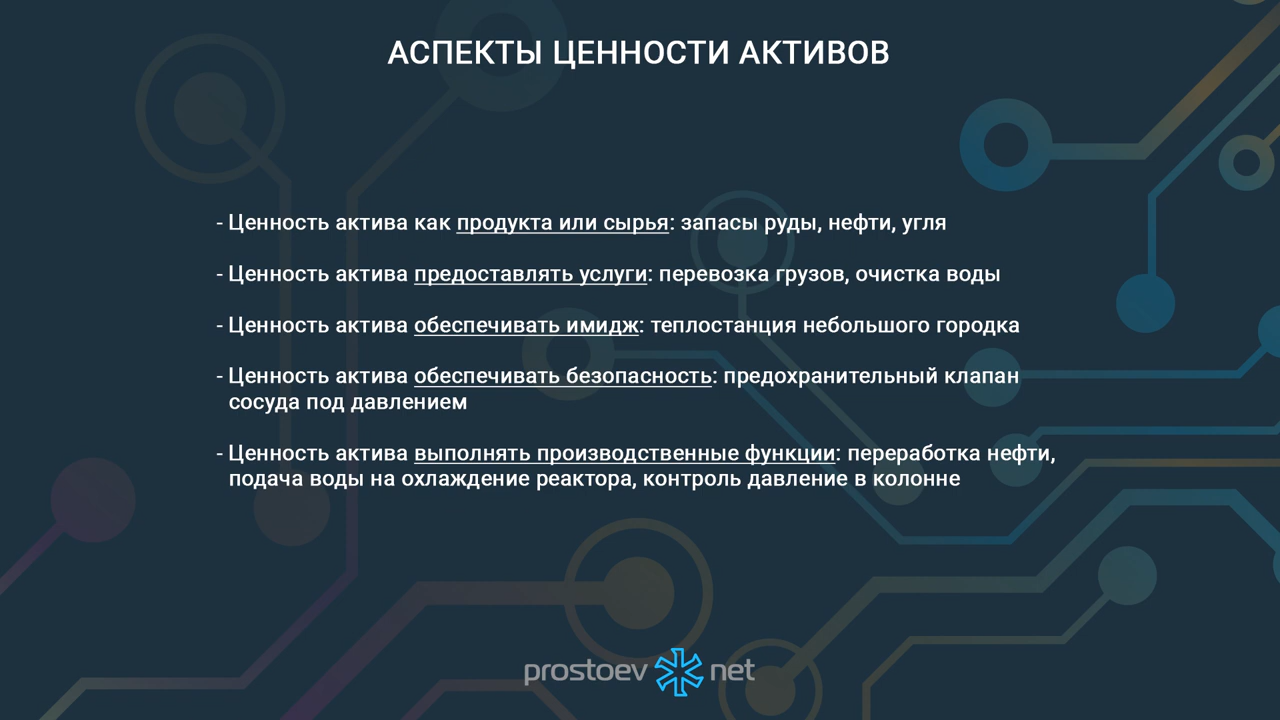 АСПЕКТЫ ЦЕННОСТИ АКТИВОВ
- Ценность актива как продукта или сырья: запасы руды, нефти, угля
- Ценность актива предоставлять услуги: перевозка грузов, очистка воды
- Ценность актива обеспечивать имидж: теплостанция небольшого городка
- Ценность актива обеспечивать безопасность: предохранительный клапан
сосуда под давлением
- Ценность актива выполнять производственные функции: переработка нефти,
подача воды на охлаждение реактора, контроль давление в колонне
prostoev net